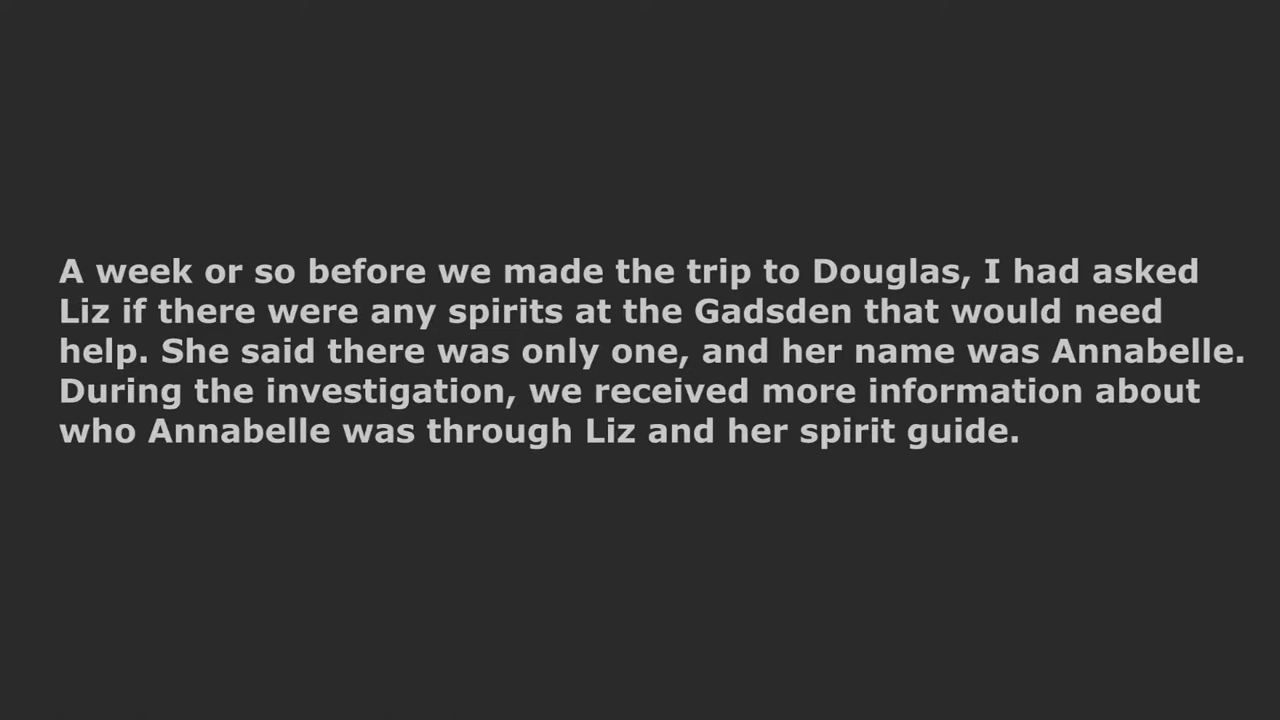 A week or so before we made the trip to Douglas, I had asked
Liz if there were any spirits at the Gadsden that would need
help. She said there was only one, and her name was Annabelle.
During the investigation, we received more information about
who Annabelle was through Liz and her spirit guide.